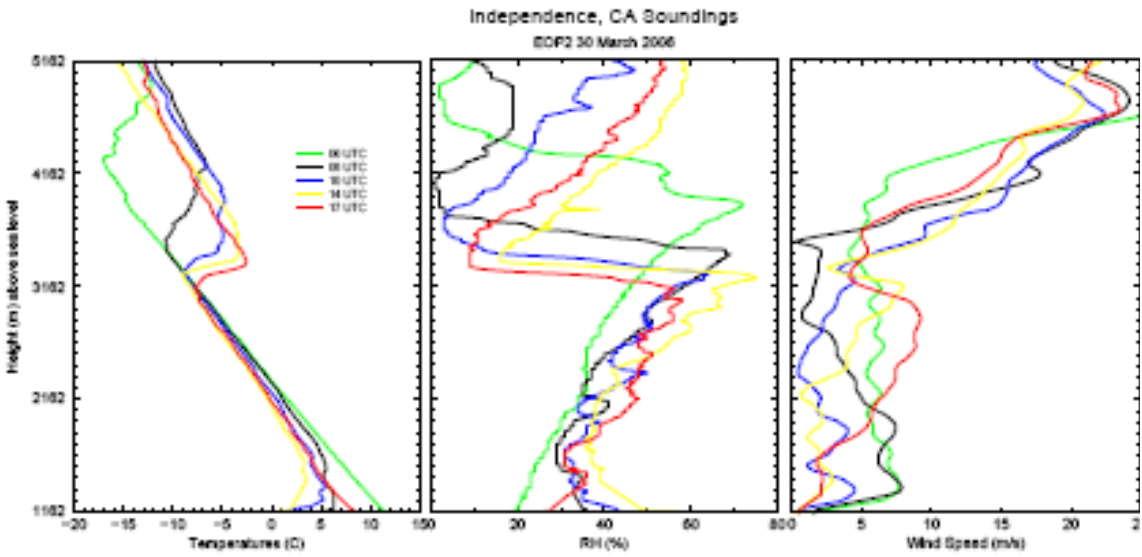 Independence, CA Soundings
EOP2 30 March 2006
Height (m) above sea level
5162
4162
3162
2162
1162
UTC
UTC
10 UTC
14 UTC
17 UTC
-20 -15 -10 -5 0 5 10 15
Temperatures (C)
0 20 40 60 80
RH (%)
0 5 10 15 20
Wind Speed (m/s)